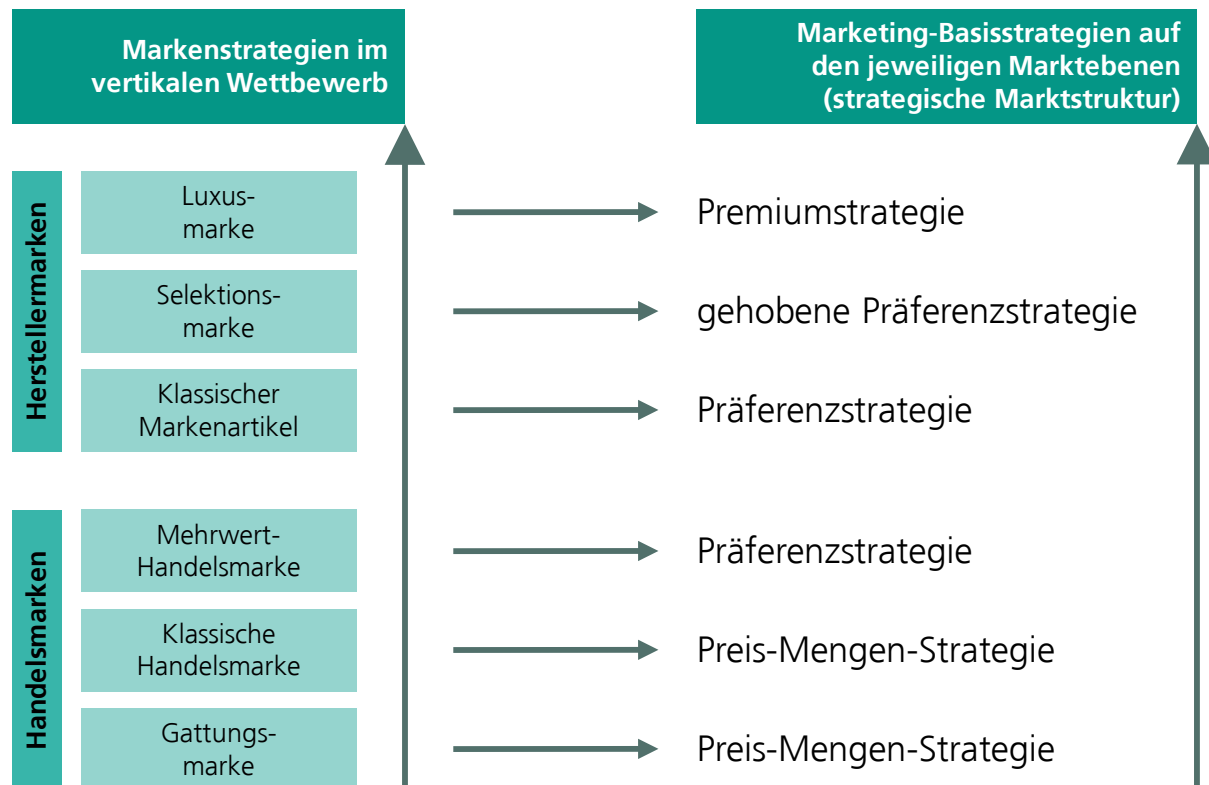 Markenstrategien im
vertikalen Wettbewerb
Marketing-Basisstrategien auf
den jeweiligen Marktebenen
(strategische Marktstruktur)
Herstellermarken
Luxus-
marke
Premiumstrategie
Selektions-
marke
gehobene Präferenzstrategie
Klassischer
Markenartikel
Präferenzstrategie
Handelsmarken
Mehrwert-
Handelsmarke
Präferenzstrategie
Klassische
Handelsmarke
Preis-Mengen-Strategie
Gattungs-
marke
Preis-Mengen-Strategie